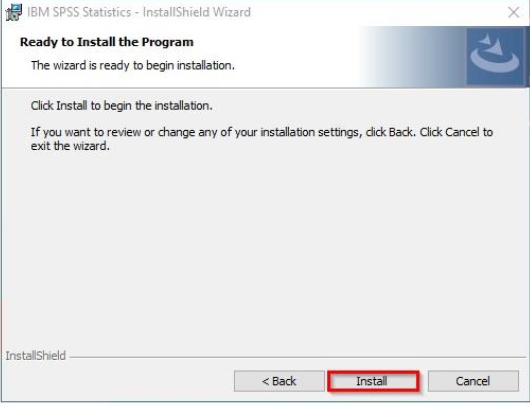 IBM SPSS Statistics - InstallShield Wizard
Ready to Install the Program
The wizard is ready to begin installation.
Click Install to begin the installation.
If you want to review or change any of your installation settings, click Back. Click Cancel to
exit the wizard.
InstallShield
< Back Install Cancel